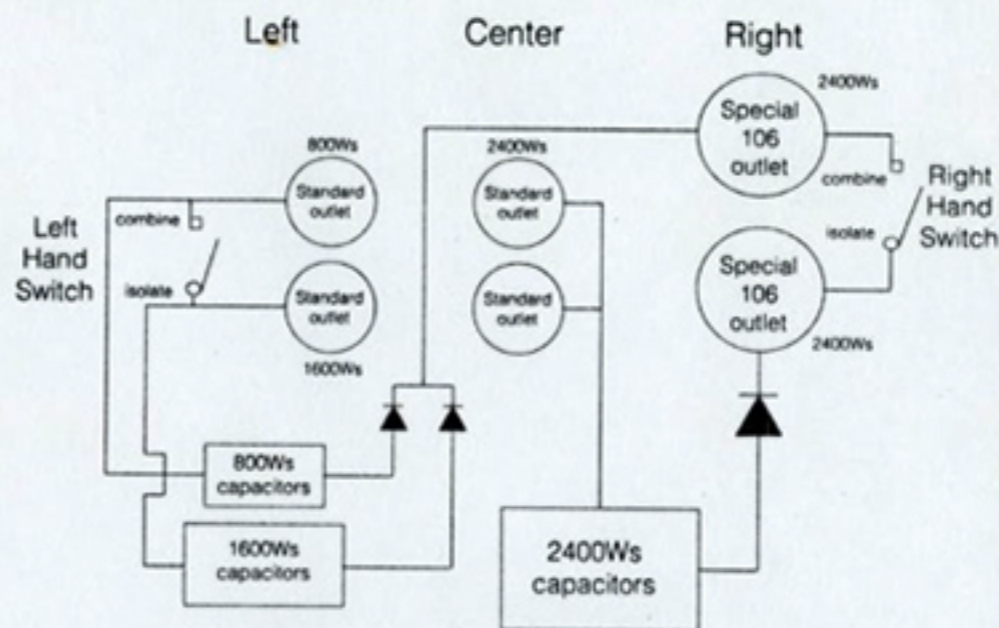 Left
Center
Right
800Ws
Standard
outlet
combine
isolate
Left
Hand
Switch
Standard
outlet
1600Ws
800Ws
capacitors
1600Ws
capacitors
2400Ws
Standard
outlet
Standard
outlet
2400Ws
capacitors
2400Ws
Special
106
outlet
combine
isolate
Right
Hand
Switch
Special
106
outlet
2400Ws